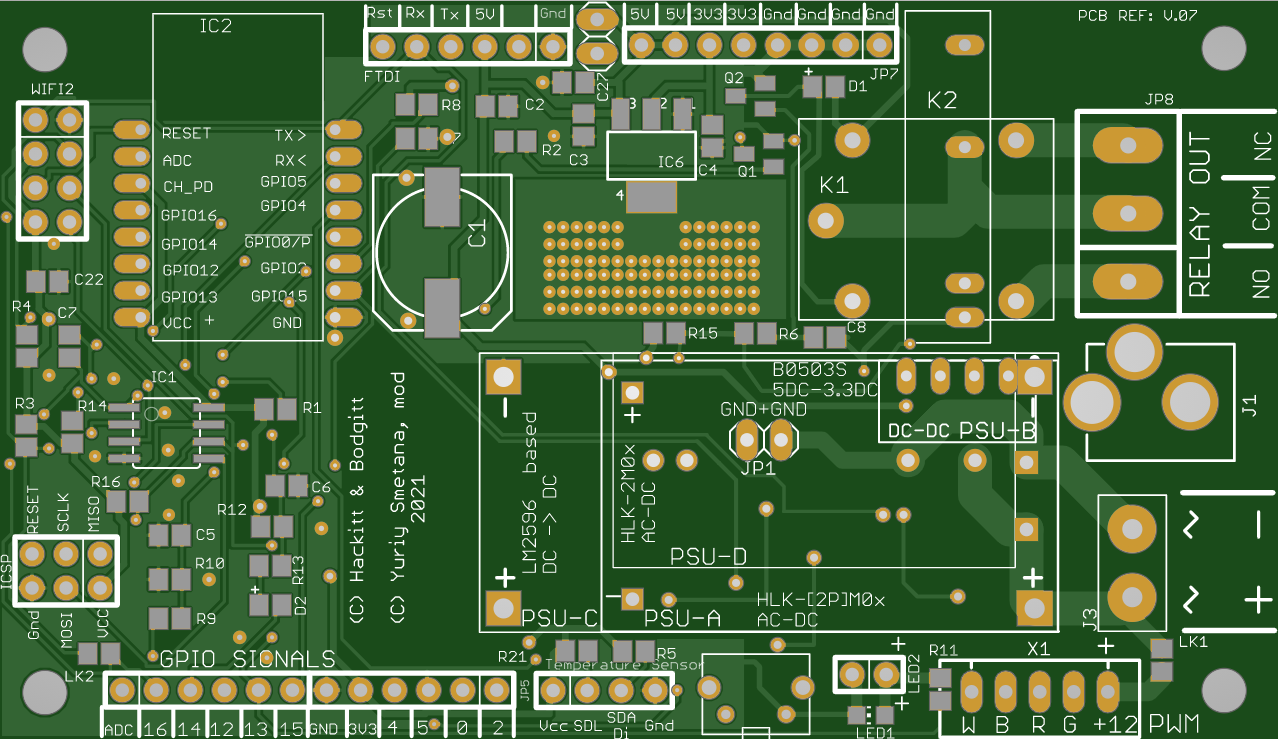 Rst Rx Tx 5V Gnd
5V 5V 3V3 3V3 Gnd Gnd Gnd Gnd
PCB REF: V.07
IC2
FTDI
C27
JP7
WIFI2
Q2
+
D1
K2
JP8
R8
C2
3 2 1
RESET
TX>
R2
C3
IC6
C4
Q1
ADC
RX<
CH_PD
GPIO5
K1
4
GPIO16
GPIO4
C1
GPIO14
GPIO0/P
GPIO12
GPIO13
GPIO15
VCC +
GND
RELAY OUT
NC
COM
NO
C22
R4
C7
R15
R6
C8
IC1
B0503S
5DC-3.3DC
GND+GND
JP1
DC-DC PSU-B
J1
R3
R14
R1
(C) Hackitt & Bodgitt
(C) Yuriy Smetana, mod
2021
LM2596 based
DC -> DC
HLK-2M0x
AC-DC
PSU-D
R16
C6
R12
RESET
SCLK
MISO
C5
ICSP
R10
R13
+
D2
R9
Gnd
MOSI
VCC
- +
+ -
- +
PSU-C
PSU-A
HLK-[2P]M0x
AC-DC
~ -
~ +
J3
LK1
LK2
GPIO SIGNALS
R21
R5
Temperature Sensor
JP5
+
LED2
+
LED1
R11
X1
- +
ADC 16 14 12 13 15 GND 3V3 4 5 0 2
Vcc SDL SDA Gnd
Di
W B R G +12 PWM